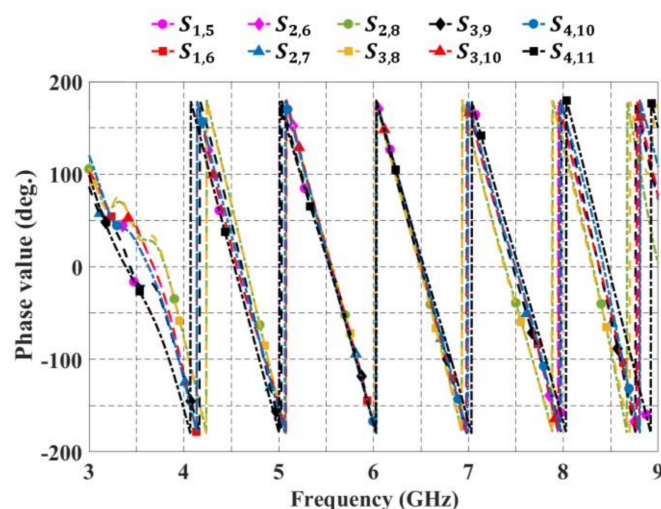 S1,5 S2,6 S2,8 S3,9 S4,10
S1,6 S2,7 S3,8 S3,10 S4,11
200
100
0
-100
-200
Phase value (deg.)
3 4 5 6 7 8 9
Frequency (GHz)